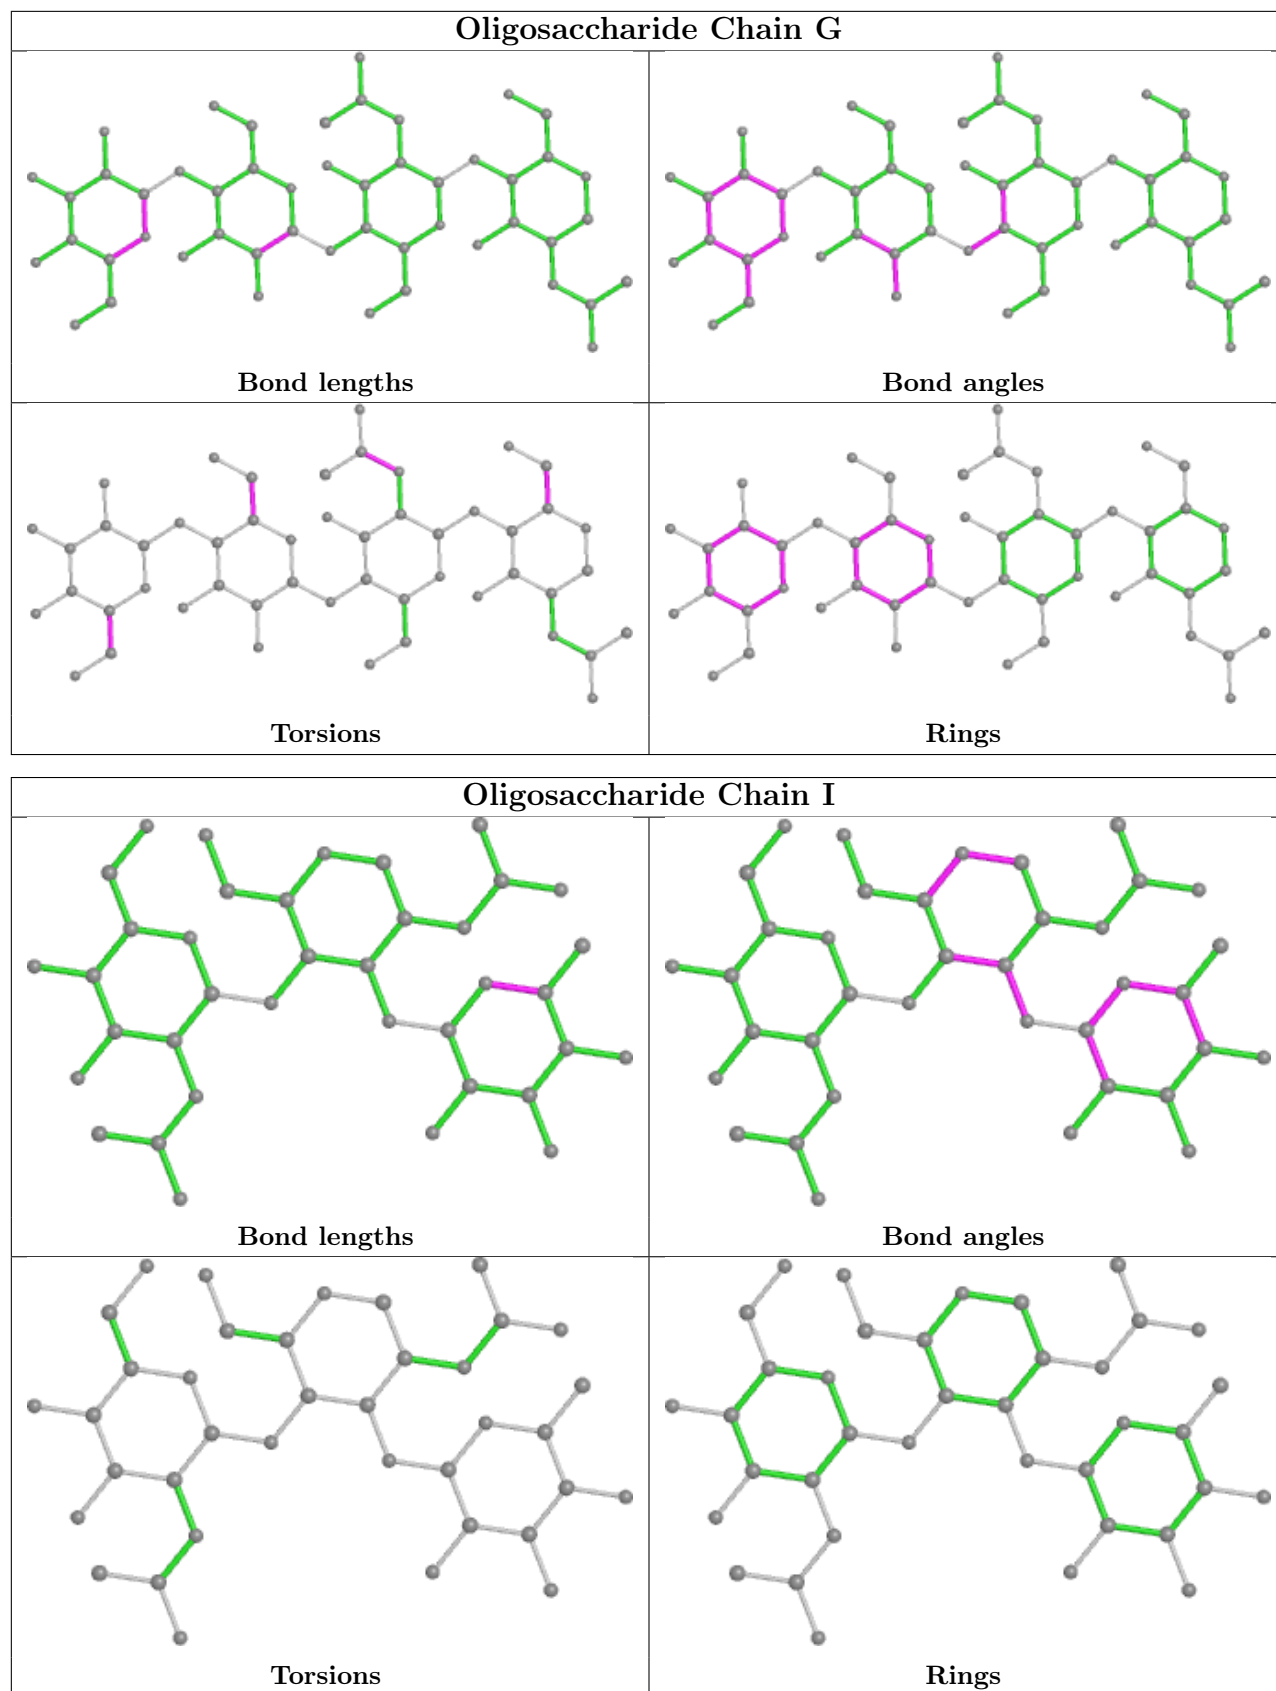 Oligosaccharide Chain G
Bond lengths
Bond angles
Torsions
Rings
Oligosaccharide Chain I
Bond lengths
Bond angles
Torsions
Rings